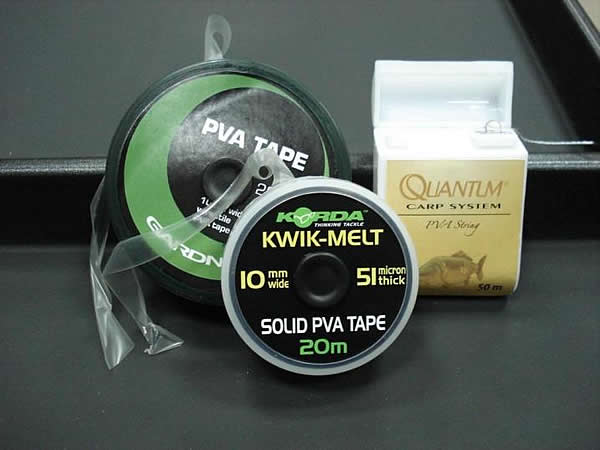 PVA TAPE
KORDA
THINKING TACKLE
KWIK-MELT
10 mm wide
51 micron thick
SOLID PVA TAPE
20m
QUANTUM®
CARP SYSTEM
PVA String
50 m